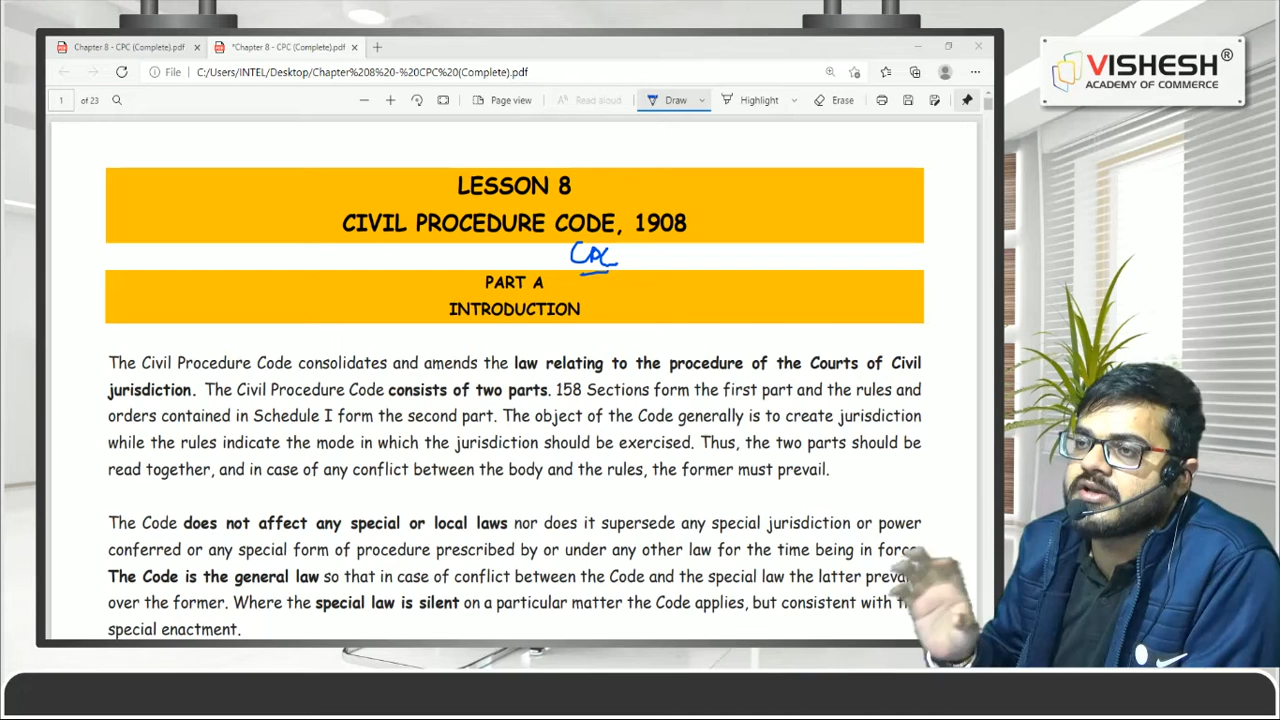 Chapter 8 - CPC (Complete).pdf
*Chapter 8 - CPC (Complete).pdf
File
C:/Users/INTEL/Desktop/Chapter%208%20-%20CPC%20(Complete).pdf
1 of 23
Page view
Read aloud
Draw
Highlight
Erase
VISHESH®
ACADEMY OF COMMERCE
LESSON 8
CIVIL PROCEDURE CODE, 1908
CPC
PART A
INTRODUCTION
The Civil Procedure Code consolidates and amends the law relating to the procedure of the Courts of Civil
jurisdiction. The Civil Procedure Code consists of two parts. 158 Sections form the first part and the rules and
orders contained in Schedule I form the second part. The object of the Code generally is to create jurisdiction
while the rules indicate the mode in which the jurisdiction should be exercised. Thus, the two parts should be
read together, and in case of any conflict between the body and the rules, the former must prevail.
The Code does not affect any special or local laws nor does it supersede any special jurisdiction or power
conferred or any special form of procedure prescribed by or under any other law for the time being in
The Code is the general law so that in case of conflict between the Code and the special law the latter
over the former. Where the special law is silent on a particular matter the Code applies, but consistent with
special enactment.